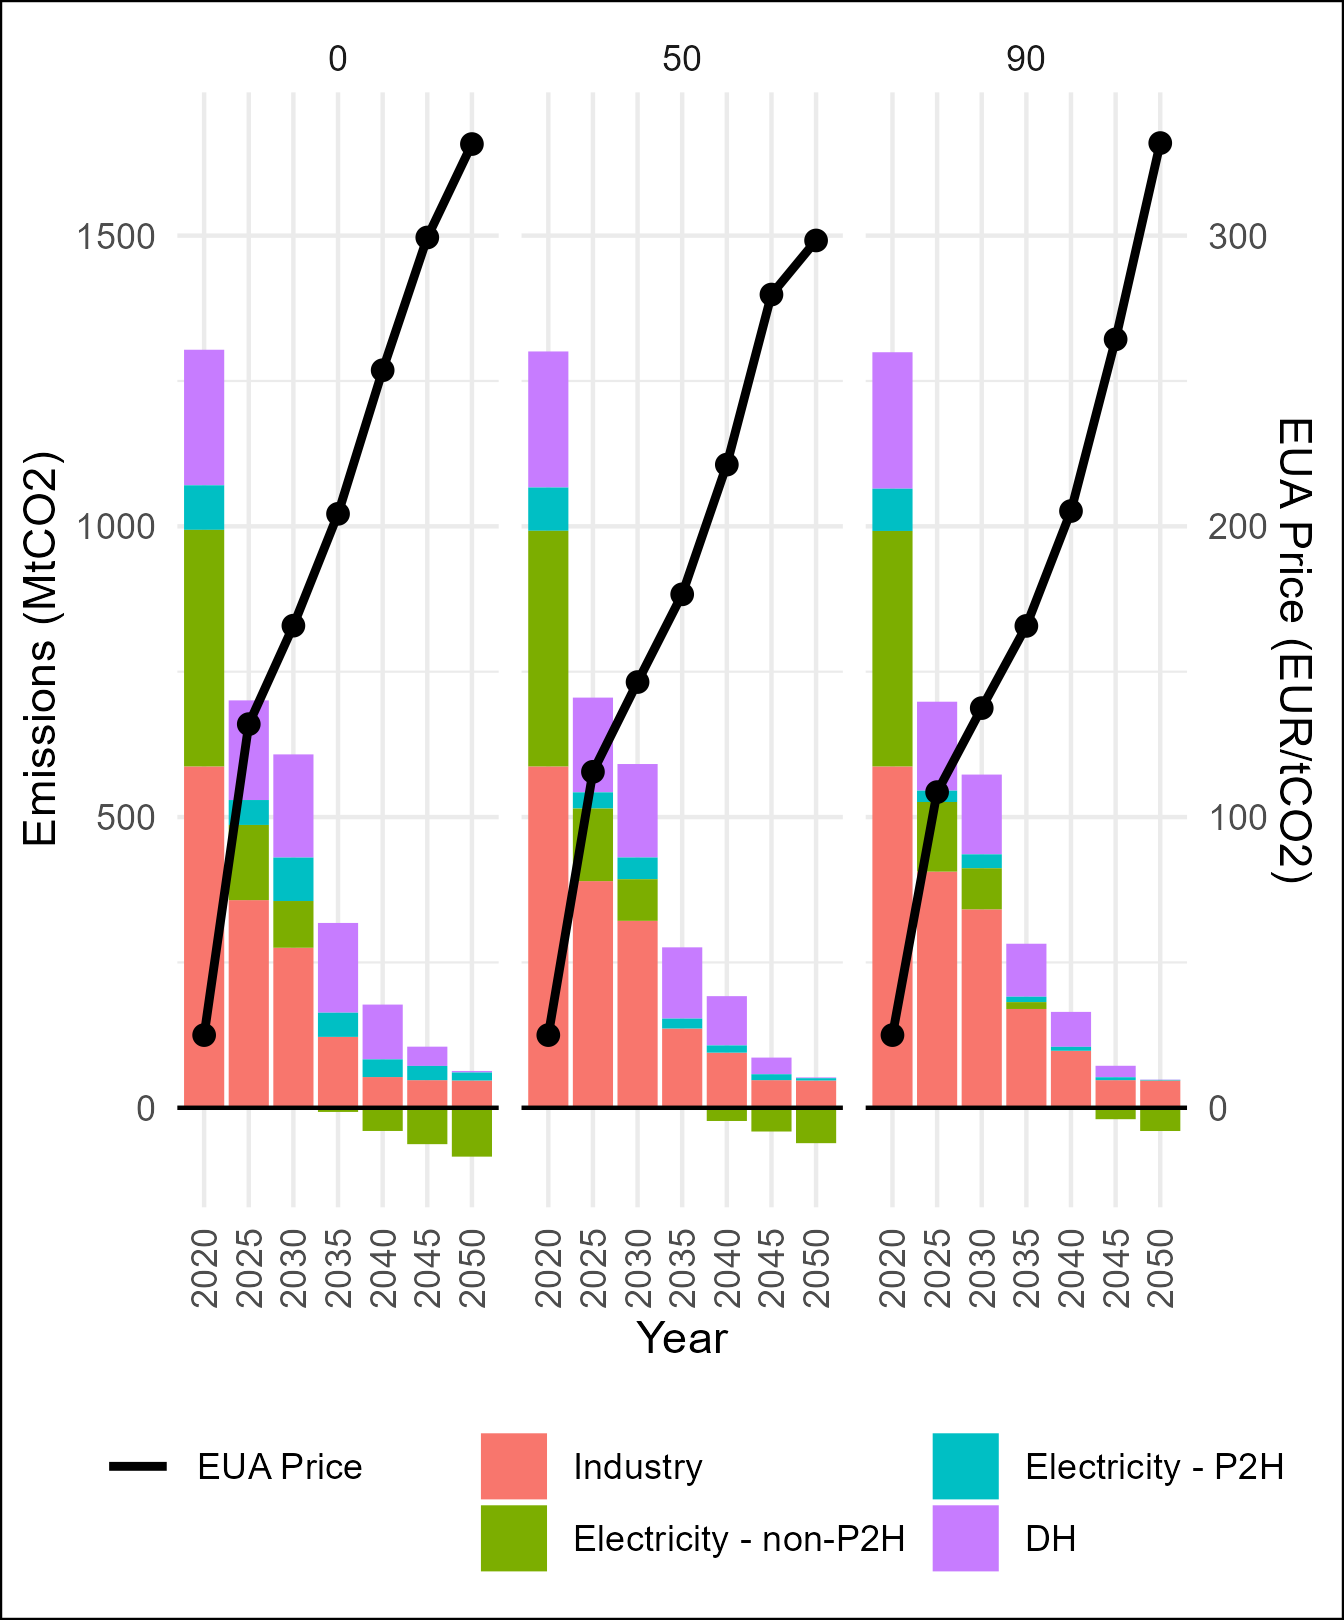 0 50 90
1500 300
1000 200
500 100
0 0
Emissions (MtCO2)
EUA Price (EUR/tCO2)
2020 2025 2030 2035 2040 2045 2050 2020 2025 2030 2035 2040 2045 2050 2020 2025 2030 2035 2040 2045 2050
Year
EUA Price Industry Electricity - P2H
Electricity - non-P2H DH